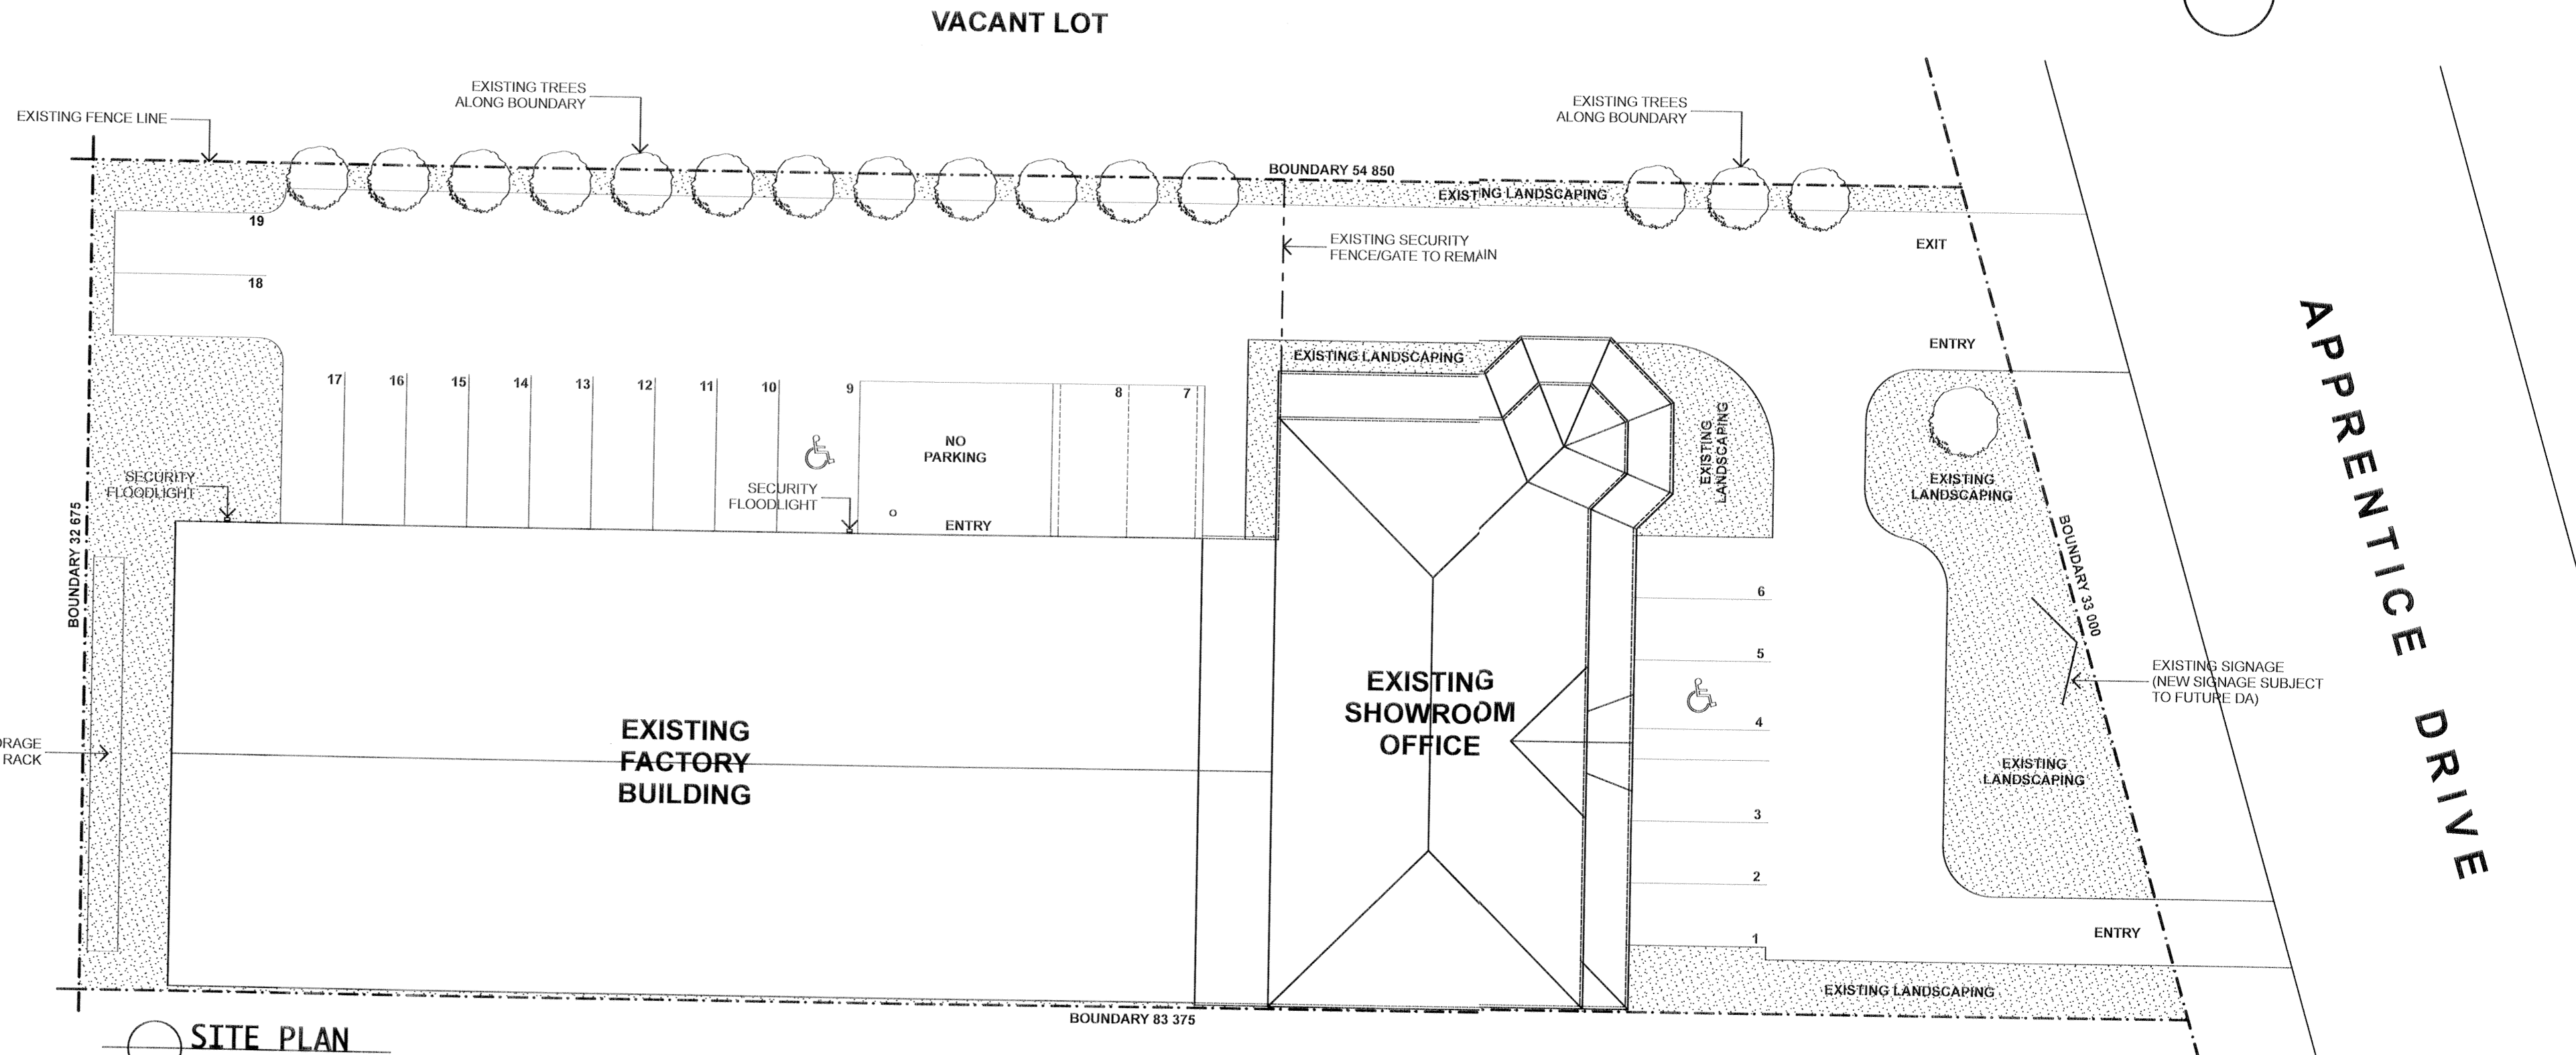 VACANT LOT
EXISTING TREES
ALONG BOUNDARY
EXISTING TREES
ALONG BOUNDARY
EXISTING FENCE LINE
BOUNDARY 54 850
EXISTING LANDSCAPING
19
EXISTING SECURITY
FENCE/GATE TO REMAIN
EXIT
18
ENTRY
EXISTING LANDSCAPING
17
16
15
14
13
12
11
10
9
8
7
NO
PARKING
EXISTING
LANDSCAPING
EXISTING
LANDSCAPING
SECURITY
FLOODLIGHT
SECURITY
FLOODLIGHT
ENTRY
BOUNDARY 32 675
BOUNDARY 33 000
APPRENTICE DRIVE
6
5
4
3
2
1
EXISTING SIGNAGE
(NEW SIGNAGE SUBJECT
TO FUTURE DA)
EXISTING
SHOWROOM
OFFICE
EXISTING
FACTORY
BUILDING
RACK
EXISTING
LANDSCAPING
ENTRY
EXISTING LANDSCAPING
BOUNDARY 83 375
SITE PLAN